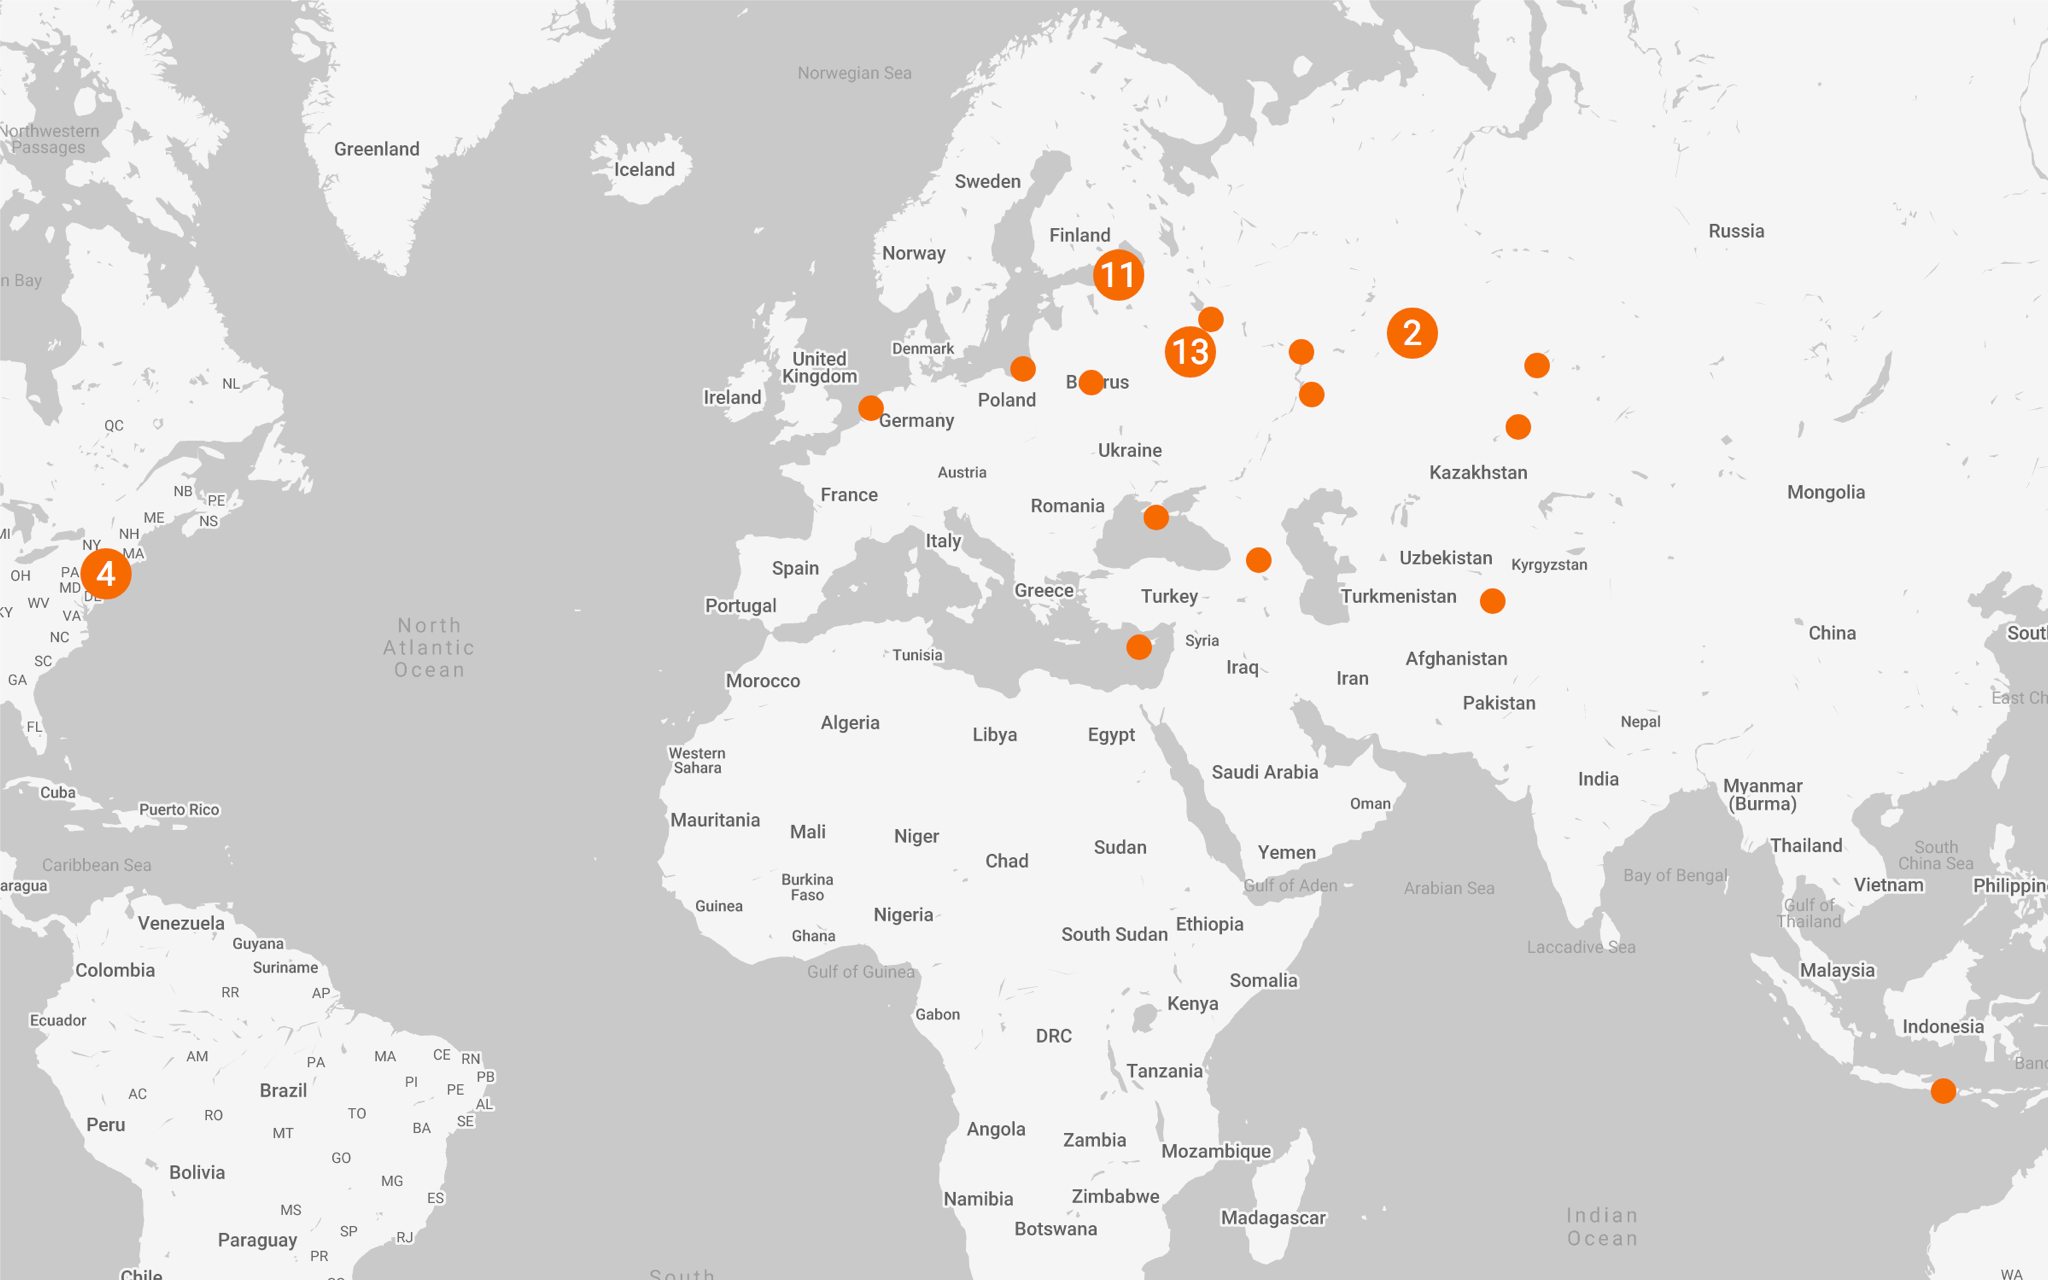 Norwegian Sea
Northwestern
Passages
Greenland
Iceland
Sweden
Finland
Norway
Russia
11
2
13
n Bay
Denmark
United
Kingdom
Ireland
Poland
Germany
Ukraine
NL
QC
Austria
France
Romania
Kazakhstan
Mongolia
NB
PE
ME
NS
NH
MI
NY
MA
Italy
Spain
Portugal
Greece
Turkey
Uzbekistan
Kyrgyzstan
Turkmenistan
4
OH
PA
MD
WV
KY
VA
NC
SC
GA
FL
North
Atlantic
Ocean
Tunisia
Syria
Iraq
Iran
Afghanistan
Pakistan
China
Sout
East Ch
Nepal
Morocco
Algeria
Libya
Egypt
Western
Sahara
Saudi Arabia
Oman
India
Myanmar
(Burma)
Cuba
Puerto Rico
Mauritania
Mali
Niger
Chad
Sudan
Yemen
Thailand
South
China Sea
Caribbean Sea
aragua
Burkina
Faso
Guinea
Ghana
Nigeria
Gulf of Aden
Arabian Sea
Bay of Bengal
Vietnam
Philippin
Gulf of
Thailand
Venezuela
Guyana
Suriname
Colombia
South Sudan
Ethiopia
Laccadive Sea
Gulf of Guinea
Malaysia
Somalia
RR
AP
Ecuador
Gabon
Kenya
DRC
Indonesia
AM
PA
MA
CE
RN
PB
PI
PE
AL
SE
Brazil
AC
RO
TO
BA
MT
Peru
Tanzania
Banc
Angola
Zambia
Mozambique
GO
Bolivia
MG
ES
Namibia
Zimbabwe
MS
SP
RJ
Botswana
Madagascar
Indian
Ocean
Paraguay
PR
Chile
South
WA